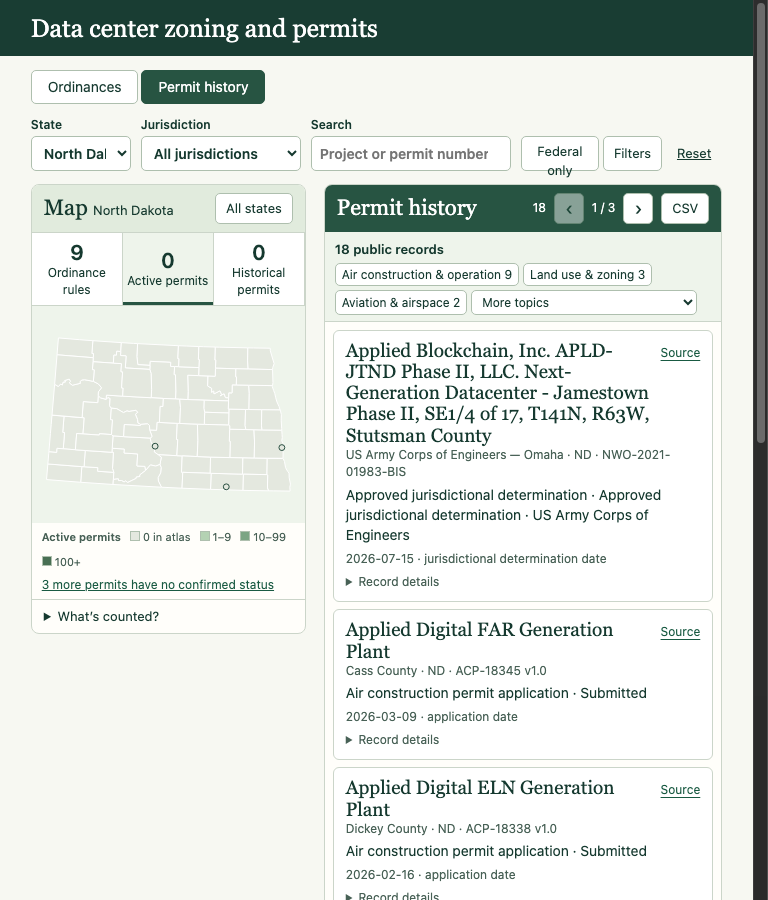 Data center zoning and permits
Ordinances
Permit history
State
Jurisdiction
Search
North Dal
All jurisdictions
Project or permit number
Federal
only
Filters
Reset
Map North Dakota
All states
9
Ordinance
rules
0
Active permits
0
Historical
permits
Active permits 0 in atlas 1–9 10–99
100+
3 more permits have no confirmed status
▶ What's counted?
Permit history
18 ‹ 1 / 3 › CSV
18 public records
Air construction & operation 9
Land use & zoning 3
Aviation & airspace 2
More topics
Applied Blockchain, Inc. APLD-
JTND Phase II, LLC. Next-
Generation Datacenter - Jamestown
Phase II, SE1/4 of 17, T141N, R63W,
Stutsman County
Source
US Army Corps of Engineers — Omaha · ND · NWO-2021-
01983-BIS
Approved jurisdictional determination · Approved
jurisdictional determination · US Army Corps of
Engineers
2026-07-15 · jurisdictional determination date
▶ Record details
Applied Digital FAR Generation
Plant
Source
Cass County · ND · ACP-18345 v1.0
Air construction permit application · Submitted
2026-03-09 · application date
▶ Record details
Applied Digital ELN Generation
Plant
Source
Dickey County · ND · ACP-18338 v1.0
Air construction permit application · Submitted
2026-02-16 · application date
▶ Record details